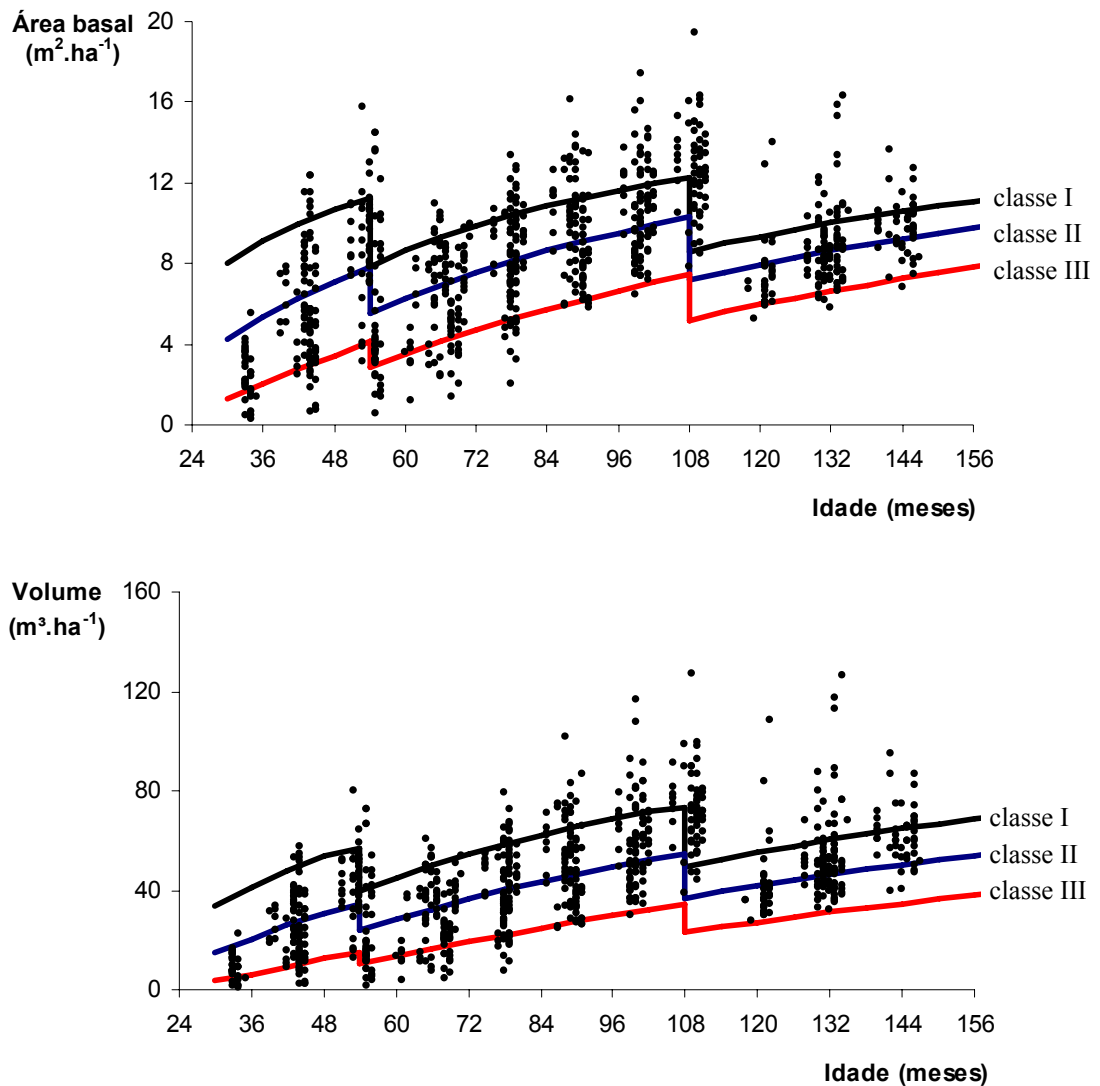 Área basal
(m².ha⁻¹)
20
16
12
8
4
0
classe I
classe II
classe III
24 36 48 60 72 84 96 108 120 132 144 156
Idade (meses)
Volume
(m³.ha⁻¹)
160
120
80
40
0
classe I
classe II
classe III
24 36 48 60 72 84 96 108 120 132 144 156
Idade (meses)